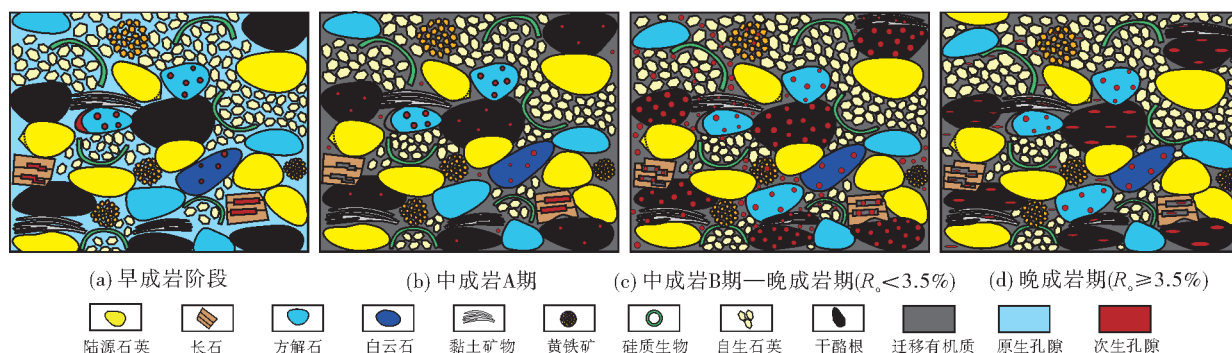 (a) 早成岩阶段
(b) 中成岩A期
(c) 中成岩B期—晚成岩期(Ro<3.5%)
(d) 晚成岩期(Ro≥3.5%)
陆源石英 长石 方解石 白云石 黏土矿物 黄铁矿 硅质生物 自生石英 干酪根 迁移有机质 原生孔隙 次生孔隙